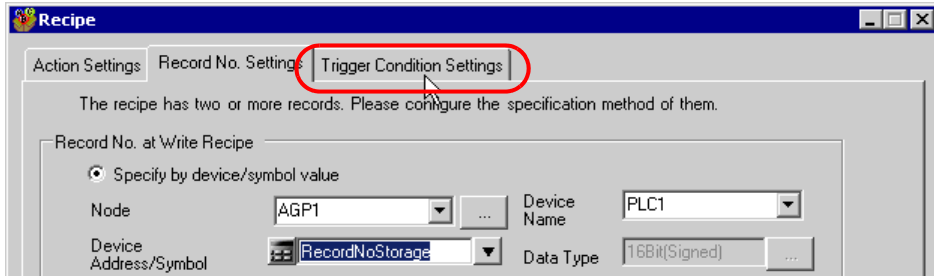 Recipe
Action Settings Record No. Settings Trigger Condition Settings
The recipe has two or more records. Please configure the specification method of them.
Record No. at Write Recipe
Specify by device/symbol value
Node AGP1 ... Device Name PLC1
Device Address/Symbol RecordNoStorage Data Type 16Bit(Signed) ...